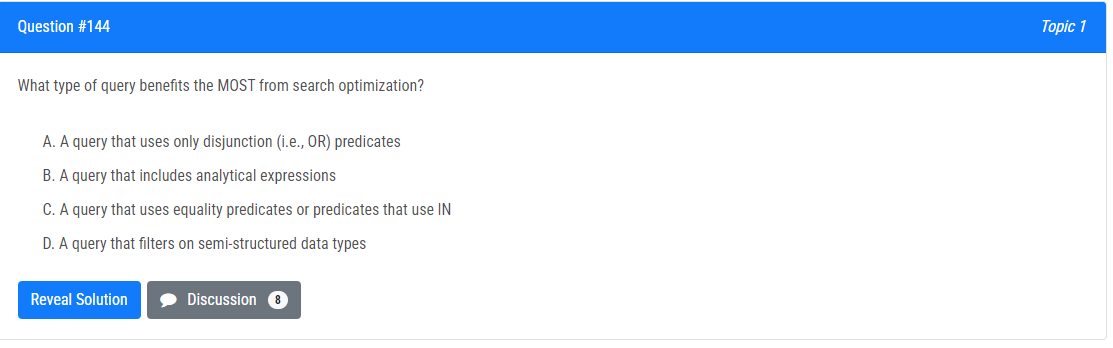 Question #144
Topic 1
What type of query benefits the MOST from search optimization?
A. A query that uses only disjunction (i.e., OR) predicates
B. A query that includes analytical expressions
C. A query that uses equality predicates or predicates that use IN
D. A query that filters on semi-structured data types
Reveal Solution
Discussion 8